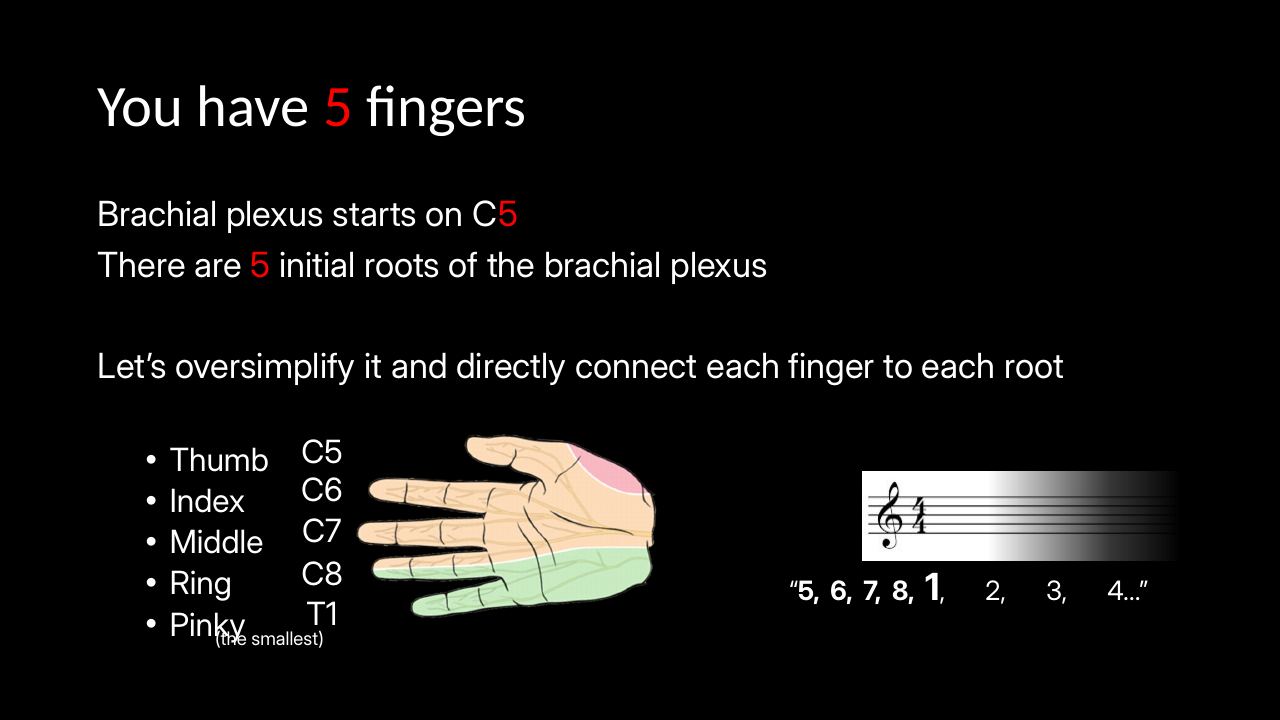 You have 5 fingers
Brachial plexus starts on C5
There are 5 initial roots of the brachial plexus
Let’s oversimplify it and directly connect each finger to each root
• Thumb C5
• Index C6
• Middle C7
• Ring C8
• Pinky T1
(the smallest)
4
4
“5, 6, 7, 8, 1, 2, 3, 4...”